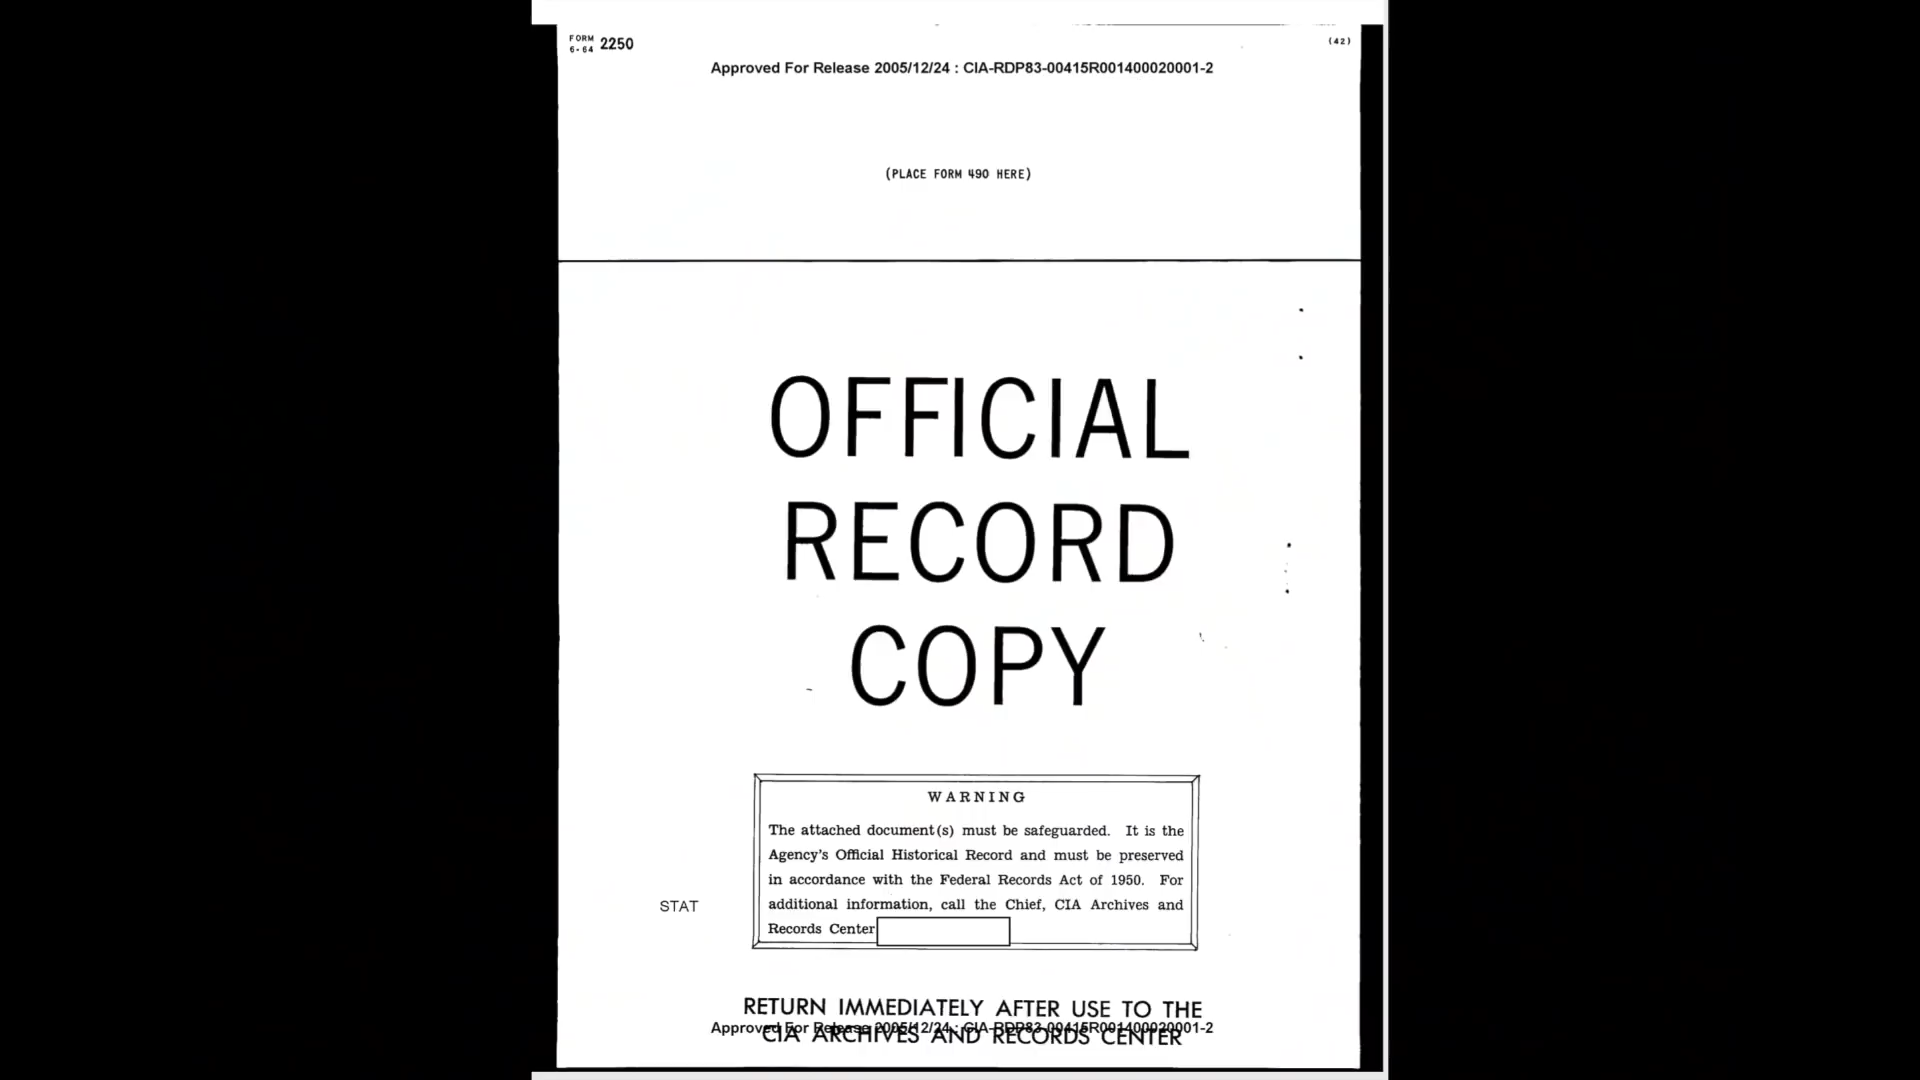 FORM
6-64 2250
(42)
Approved For Release 2005/12/24 : CIA-RDP83-00415R001400020001-2
(PLACE FORM 490 HERE)
OFFICIAL
RECORD
COPY
WARNING
The attached document(s) must be safeguarded. It is the
Agency's Official Historical Record and must be preserved
in accordance with the Federal Records Act of 1950. For
additional information, call the Chief, CIA Archives and
Records Center
STAT
RETURN IMMEDIATELY AFTER USE TO THE
Approved For Release 2005/12/24 : CIA-RDP83-00415R001400020001-2
CIA ARCHIVES AND RECORDS CENTER